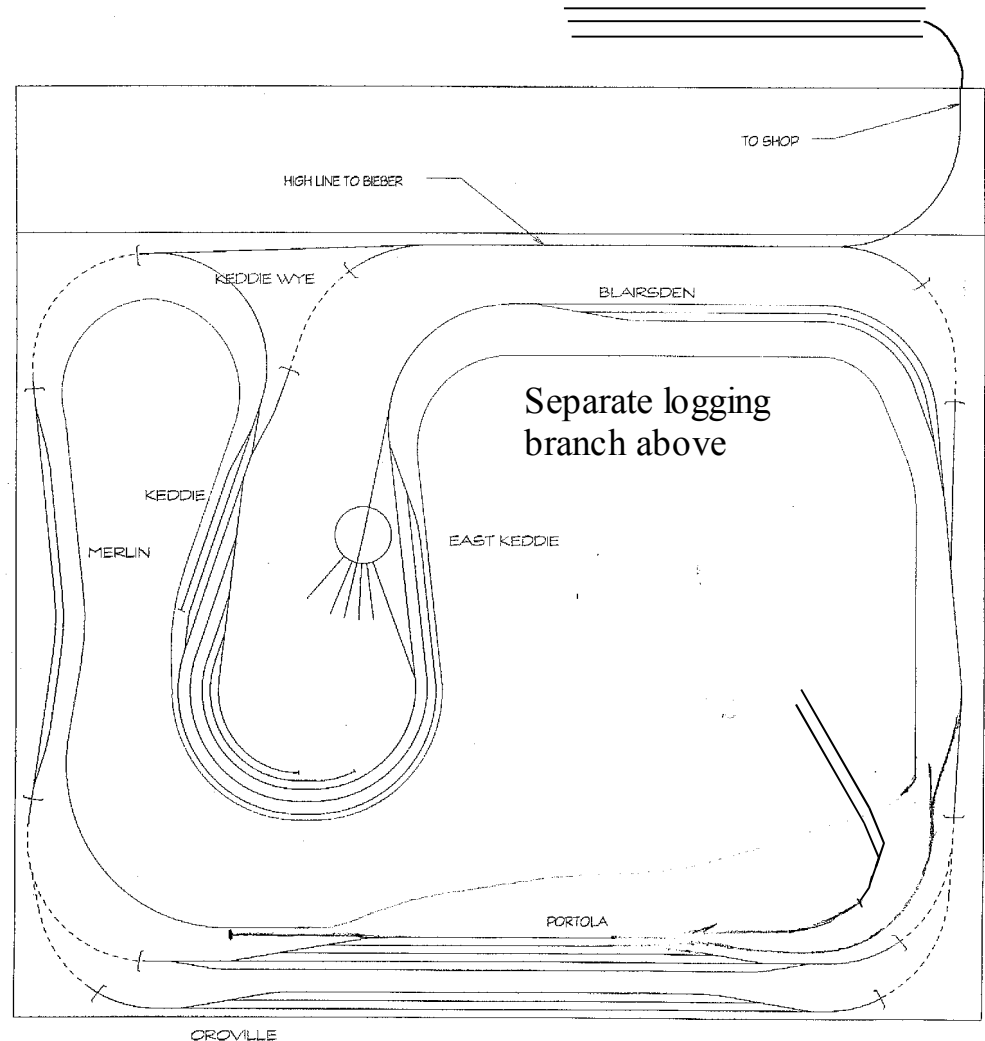 TO SHOP
HIGH LINE TO BIEBER
KEDDIE WYE
BLAIRSDEN
Separate logging
branch above
KEDDIE
MERLIN
EAST KEDDIE
PORTOLA
OROVILLE